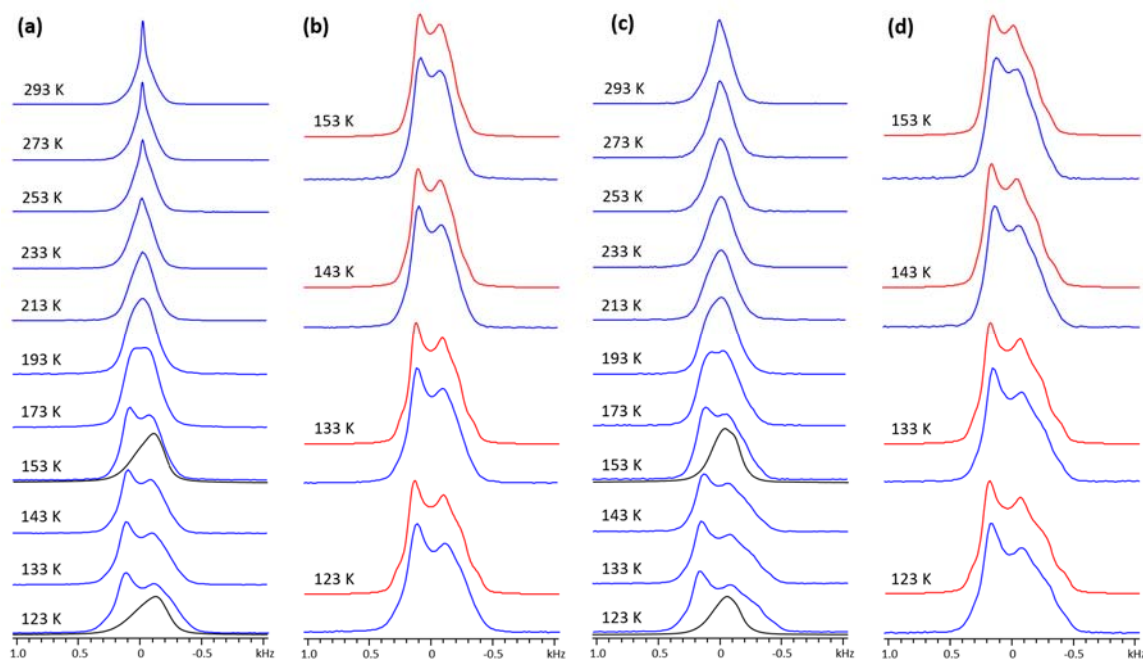 (a)
293 K
273 K
253 K
233 K
213 K
193 K
173 K
153 K
143 K
133 K
123 K
1.0 0.5 0 -0.5 kHz
(b)
153 K
143 K
133 K
123 K
1.0 0.5 0 -0.5 kHz
(c)
293 K
273 K
253 K
233 K
213 K
193 K
173 K
153 K
143 K
133 K
123 K
1.0 0.5 0 -0.5 kHz
(d)
153 K
143 K
133 K
123 K
1.0 0.5 0 -0.5 kHz